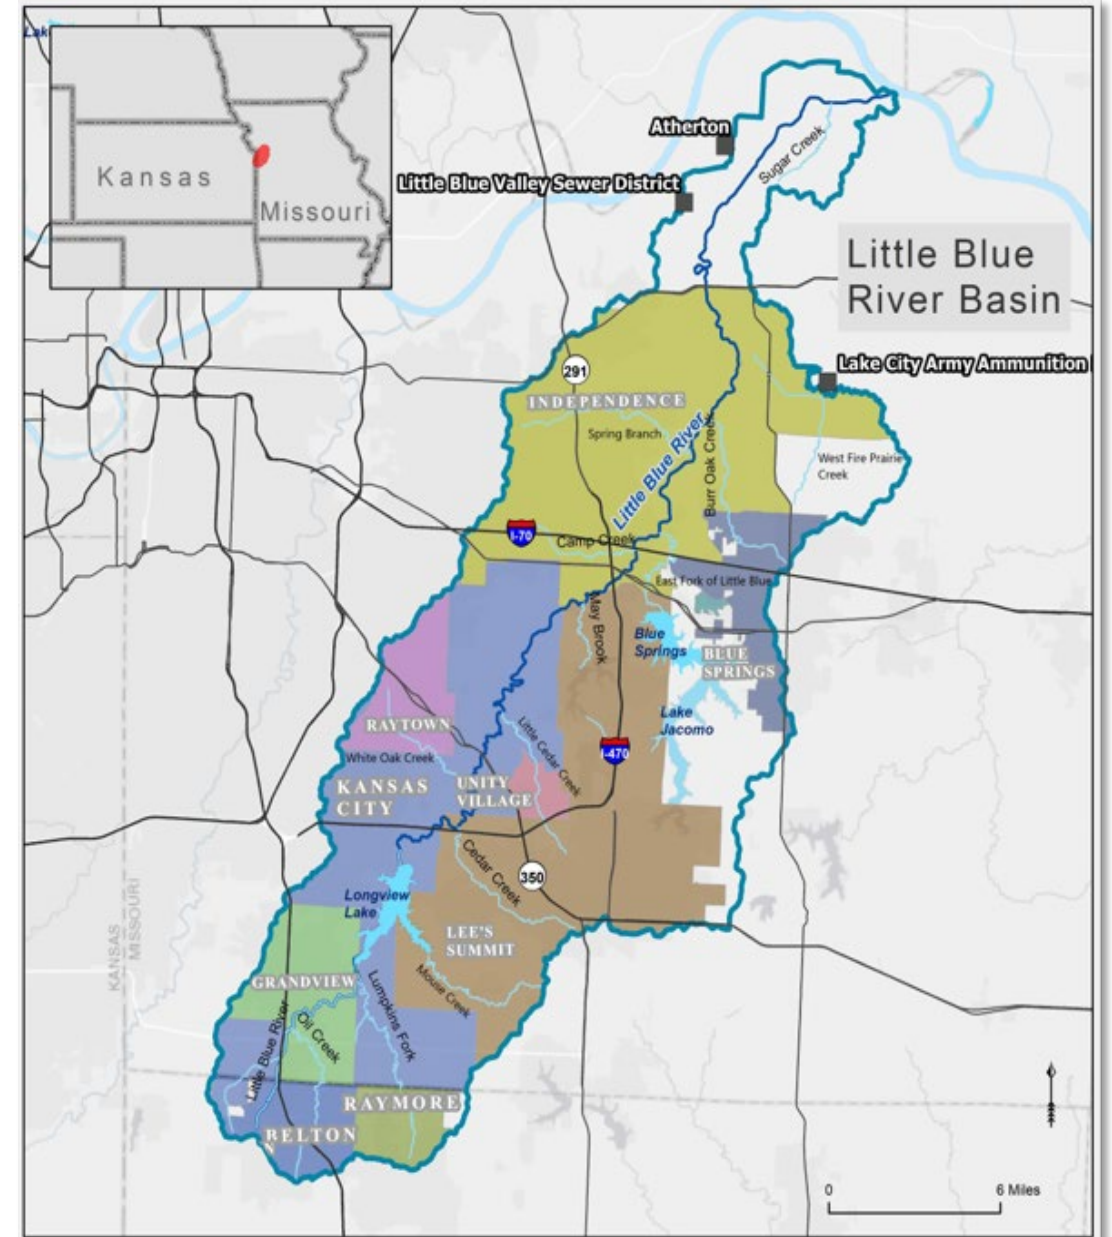 Lak
Kansas
Missouri
Atherton
Little Blue Valley Sewer District
Sugar Creek
Little Blue
River Basin
Lake City Army Ammunition
291
INDEPENDENCE
Spring Branch
Little Blue River
Burr Oak Creek
West Fire Prairie
Creek
I-70
Camp Creek
East Fork of Little Blue
May Brook
Blue
Springs
BLUE
SPRINGS
Lake
Jacomo
RAYTOWN
Little Cedar Creek
I-470
White Oak Creek
KANSAS
CITY
UNITY
VILLAGE
Cedar Creek
350
Longview
Lake
LEE'S
SUMMIT
KANSAS
MISSOURI
GRANDVIEW
Mouse Creek
Lumpkins Fork
Little Blue River
Oil Creek
RAYMORE
BELTON
0 6 Miles